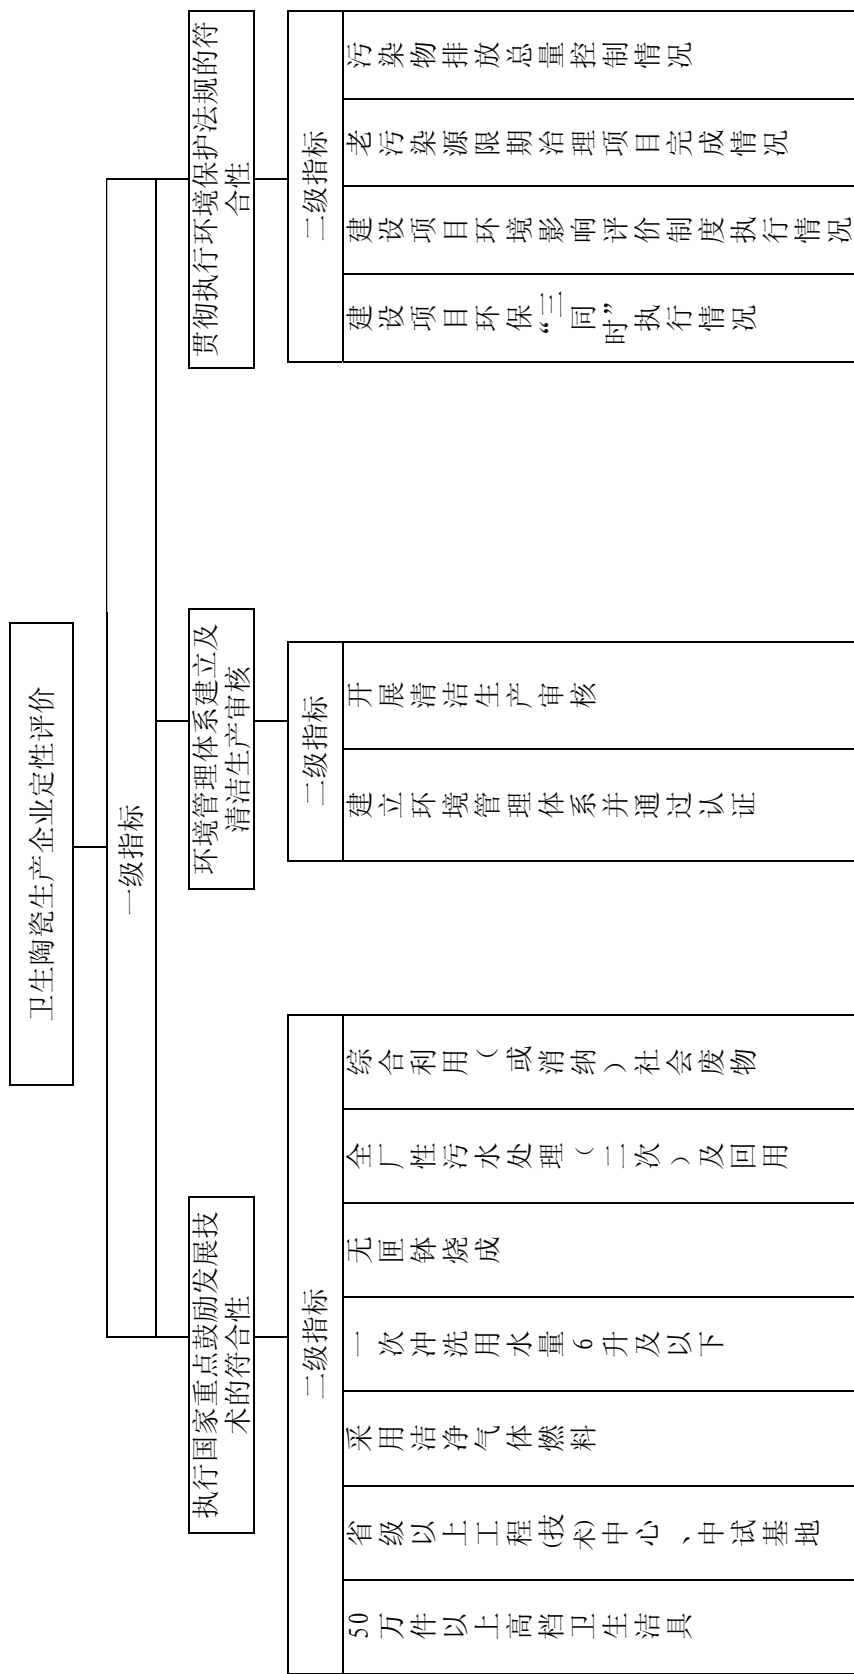 卫生陶瓷生产企业定性评价
一级指标
执行国家重点鼓励发展技
术的符合性
二级指标
50万件以上高档卫生洁具
省级以上工程(技术)中心、中试基地
采用洁净气体燃料
一次冲洗用水量6升及以下
无匣钵烧成
全厂性污水处理（二次）及回用
综合利用（或消纳）社会废物
环境管理体系建立及
清洁生产审核
二级指标
建立环境管理体系并通过认证
开展清洁生产审核
贯彻执行环境保护法规的符
合性
二级指标
建设项目环保“三同时”执行情况
建设项目环境影响评价制度执行情况
老污染源限期治理项目完成情况
污染物排放总量控制情况